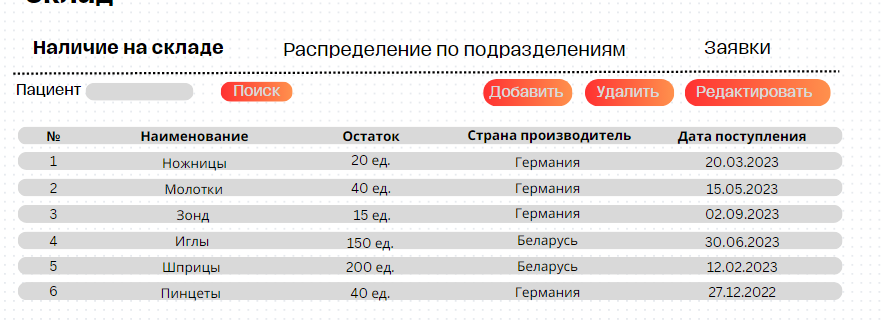 Склад
Наличие на складе Распределение по подразделениям Заявки
Пациент Поиск Добавить Удалить Редактировать
№ Наименование Остаток Страна производитель Дата поступления
1 Ножницы 20 ед. Германия 20.03.2023
2 Молотки 40 ед. Германия 15.05.2023
3 Зонд 15 ед. Германия 02.09.2023
4 Иглы 150 ед. Беларусь 30.06.2023
5 Шприцы 200 ед. Беларусь 12.02.2023
6 Пинцеты 40 ед. Германия 27.12.2022